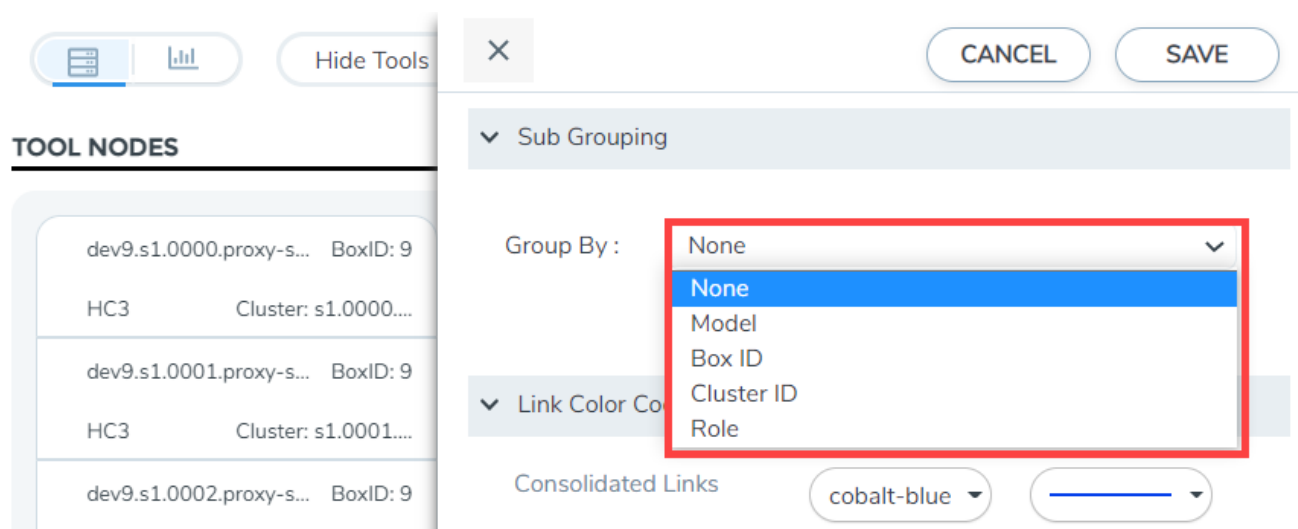 Hide Tools
TOOL NODES
dev9.s1.0000.proxy-s... BoxID: 9
HC3 Cluster: s1.0000....
dev9.s1.0001.proxy-s... BoxID: 9
HC3 Cluster: s1.0001....
dev9.s1.0002.proxy-s... BoxID: 9
CANCEL SAVE
Sub Grouping
Group By : None
None
Model
Box ID
Cluster ID
Role
Link Color Co
Consolidated Links cobalt-blue